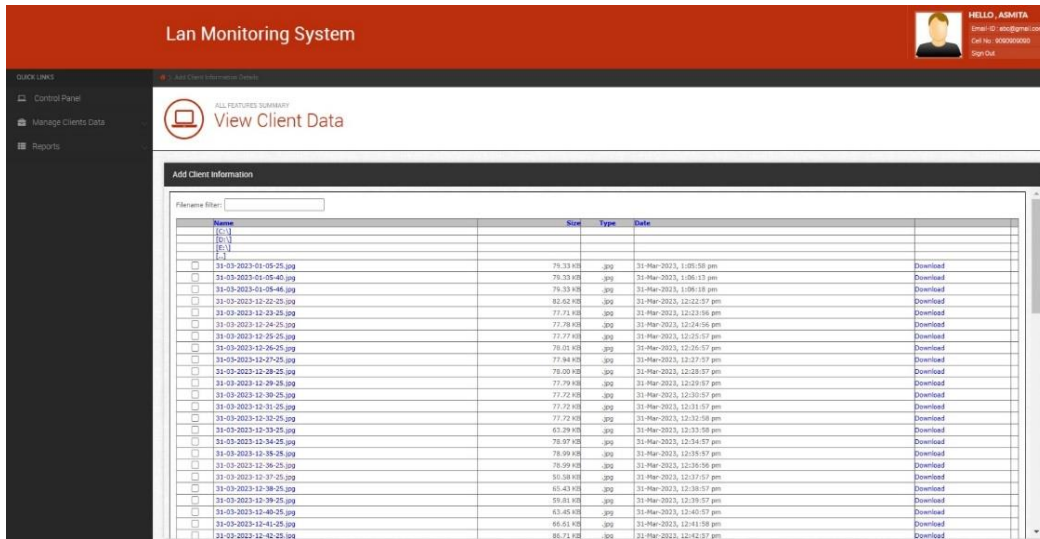 Lan Monitoring System
HELLO, ASMITA
Email-ID : abc@gmail.com
Cell No : 9090909090
Sign Out
QUICK LINKS
Add Client Information Details
Control Panel
Manage Clients Data
Reports
ALL FEATURES SUMMARY
View Client Data
Add Client Information
Filename filter:
Name Size Type Date
[C:\]
[D:\]
[E:\]
[..]
31-03-2023-01-05-25.jpg 79.33 KB .jpg 31-Mar-2023, 1:05:58 pm Download
31-03-2023-01-05-40.jpg 79.33 KB .jpg 31-Mar-2023, 1:06:13 pm Download
31-03-2023-01-05-46.jpg 79.33 KB .jpg 31-Mar-2023, 1:06:18 pm Download
31-03-2023-12-22-25.jpg 82.62 KB .jpg 31-Mar-2023, 12:22:57 pm Download
31-03-2023-12-23-25.jpg 77.71 KB .jpg 31-Mar-2023, 12:23:56 pm Download
31-03-2023-12-24-25.jpg 77.78 KB .jpg 31-Mar-2023, 12:24:56 pm Download
31-03-2023-12-25-25.jpg 77.77 KB .jpg 31-Mar-2023, 12:25:57 pm Download
31-03-2023-12-26-25.jpg 78.01 KB .jpg 31-Mar-2023, 12:26:57 pm Download
31-03-2023-12-27-25.jpg 77.94 KB .jpg 31-Mar-2023, 12:27:57 pm Download
31-03-2023-12-28-25.jpg 78.00 KB .jpg 31-Mar-2023, 12:28:57 pm Download
31-03-2023-12-29-25.jpg 77.79 KB .jpg 31-Mar-2023, 12:29:57 pm Download
31-03-2023-12-30-25.jpg 77.72 KB .jpg 31-Mar-2023, 12:30:57 pm Download
31-03-2023-12-31-25.jpg 77.72 KB .jpg 31-Mar-2023, 12:31:57 pm Download
31-03-2023-12-32-25.jpg 77.72 KB .jpg 31-Mar-2023, 12:32:58 pm Download
31-03-2023-12-33-25.jpg 63.29 KB .jpg 31-Mar-2023, 12:33:58 pm Download
31-03-2023-12-34-25.jpg 78.97 KB .jpg 31-Mar-2023, 12:34:57 pm Download
31-03-2023-12-35-25.jpg 78.99 KB .jpg 31-Mar-2023, 12:35:57 pm Download
31-03-2023-12-36-25.jpg 78.99 KB .jpg 31-Mar-2023, 12:36:56 pm Download
31-03-2023-12-37-25.jpg 50.58 KB .jpg 31-Mar-2023, 12:37:57 pm Download
31-03-2023-12-38-25.jpg 65.43 KB .jpg 31-Mar-2023, 12:38:57 pm Download
31-03-2023-12-39-25.jpg 59.81 KB .jpg 31-Mar-2023, 12:39:57 pm Download
31-03-2023-12-40-25.jpg 63.45 KB .jpg 31-Mar-2023, 12:40:57 pm Download
31-03-2023-12-41-25.jpg 66.61 KB .jpg 31-Mar-2023, 12:41:58 pm Download
31-03-2023-12-42-25.jpg 86.71 KB .jpg 31-Mar-2023, 12:42:57 pm Download